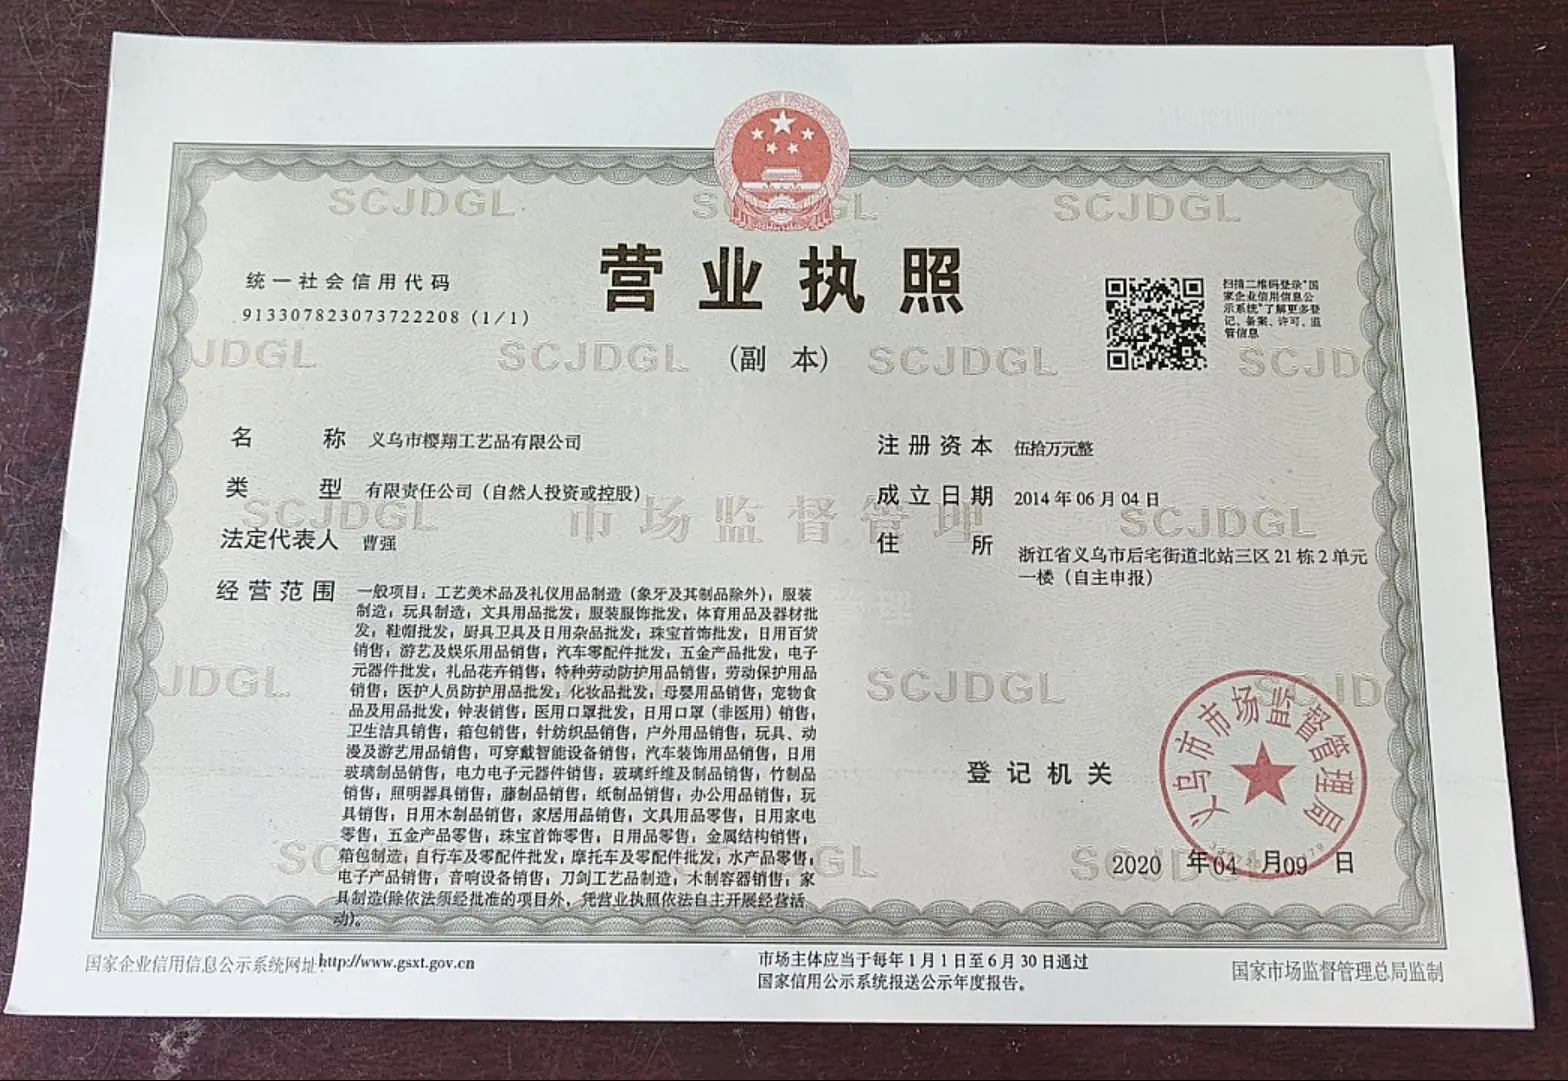 营业执照
（副 本）
统一社会信用代码
913307823073722208 (1/1)
扫描二维码登录"国
家企业信用信息公
示系统"了解更多登
记、备案、许可、监
管信息
名 称 义乌市樱翔工艺品有限公司
类 型 有限责任公司（自然人投资或控股）
法定代表人 曹强
经营范围 一般项目：工艺美术品及礼仪用品制造（象牙及其制品除外）；服装
制造；玩具制造；文具用品批发；服装服饰批发；体育用品及器材批
发；鞋帽批发；厨具卫具及日用杂品批发；珠宝首饰批发；日用百货
销售；游艺及娱乐用品销售；汽车零配件批发；五金产品批发；电子
元器件批发；礼品花卉销售；特种劳动防护用品销售；劳动保护用品
销售；医护人员防护用品批发；化妆品批发；母婴用品销售；宠物食
品及用品批发；钟表销售；医用口罩批发；日用口罩（非医用）销售；
卫生洁具销售；箱包销售；针纺织品销售；户外用品销售；玩具、动
漫及游艺用品销售；可穿戴智能设备销售；汽车装饰用品销售；日用
玻璃制品销售；电力电子元器件销售；玻璃纤维及制品销售；竹制品
销售；照明器具销售；藤制品销售；纸制品销售；办公用品销售；玩
具销售；日用木制品销售；家居用品销售；文具用品零售；日用家电
零售；五金产品零售；珠宝首饰零售；日用品零售；金属结构销售；
箱包制造；自行车及零配件批发；摩托车及零配件批发；水产品零售；
电子产品销售；音响设备销售；刀剑工艺品制造；木制容器销售；家
具制造(除依法须经批准的项目外，凭营业执照依法自主开展经营活
动)。
注册资本 伍拾万元整
成立日期 2014 年 06 月 04 日
住 所 浙江省义乌市后宅街道北站三区 21 栋 2 单元
一楼（自主申报）
登记机关
义乌市市场监督管理局
2020 年 04 月 09 日
SCJDGL SCJDGL
JDGL SCJDGL SCJDGL SCJD
SCJDGL 市场监督管理 SCJDGL
JDGL SCJDGL
国家企业信用信息公示系统网址:http://www.gsxt.gov.cn
市场主体应当于每年 1 月 1 日至 6 月 30 日通过
国家信用公示系统报送公示年度报告。
国家市场监督管理总局监制